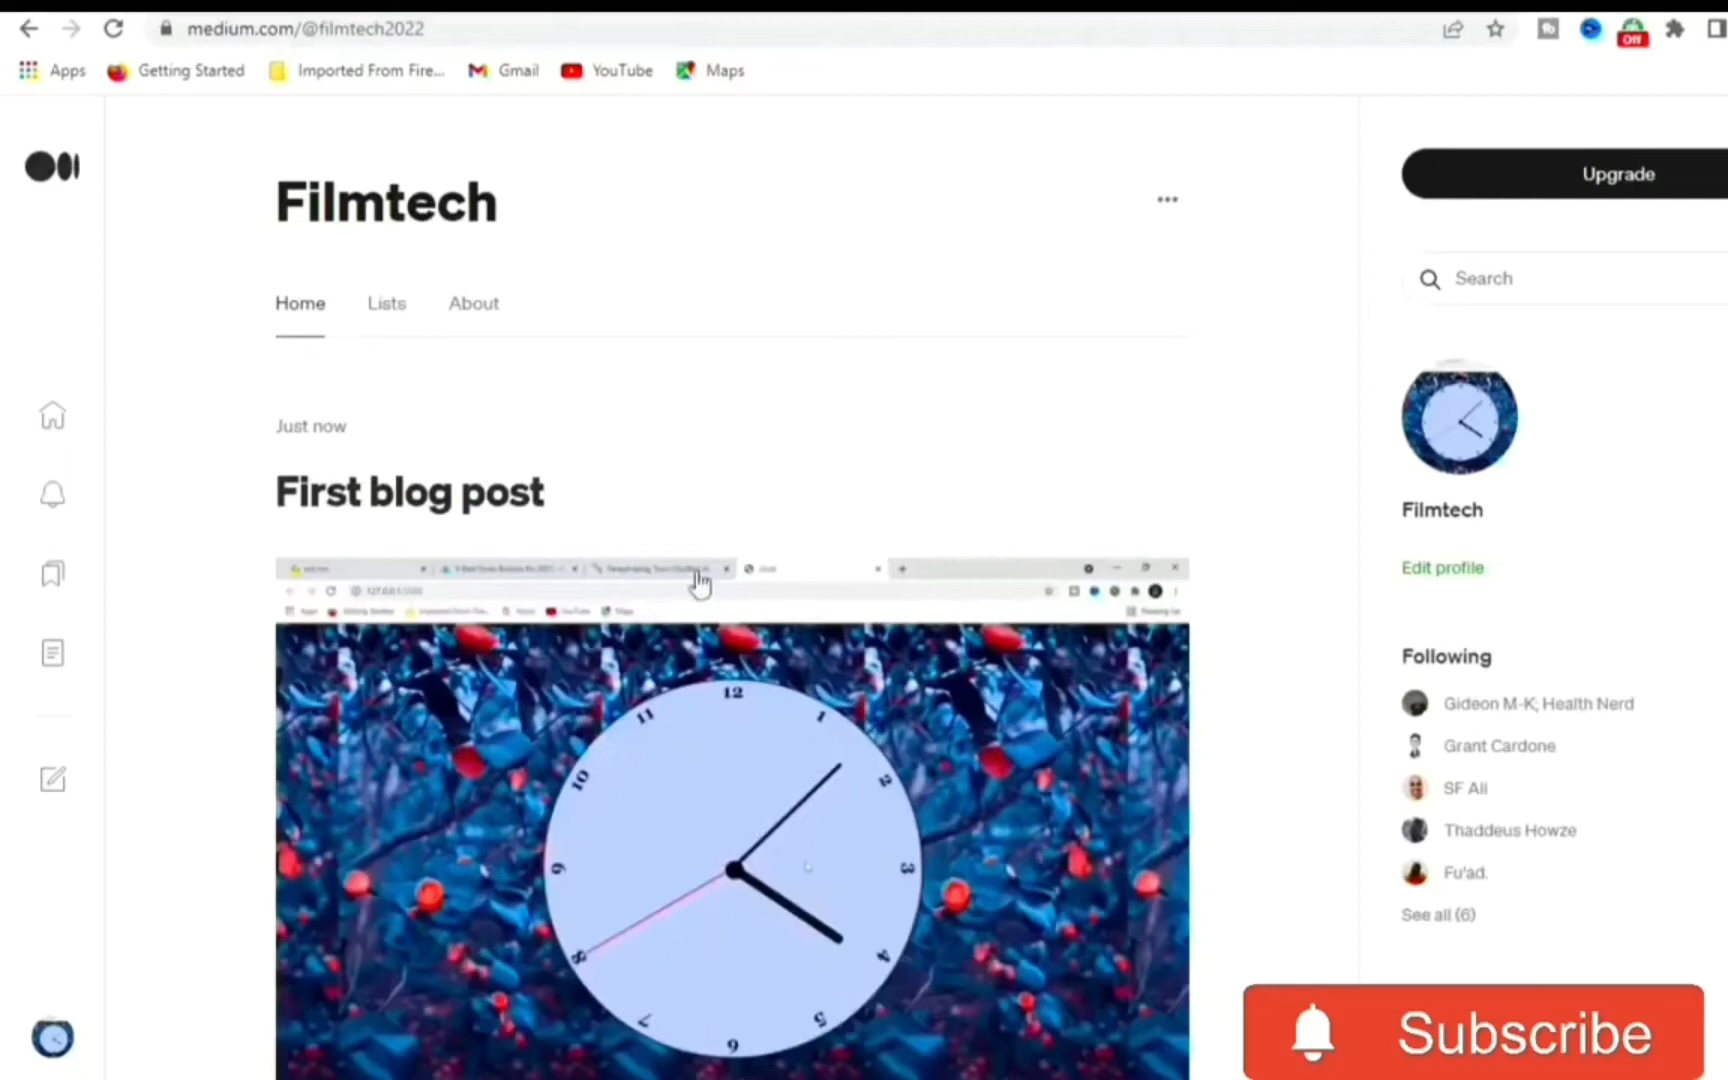 medium.com/@filmtech2022
Off
Apps Getting Started Imported From Fire... Gmail YouTube Maps
Filmtech
Upgrade
Search
Home Lists About
Just now
First blog post
Filmtech
Edit profile
Following
Gideon M-K; Health Nerd
Grant Cardone
SF Ali
Thaddeus Howze
Fu'ad.
See all (6)
12
11 1
10 2
9 3
8 4
7 5
6
Subscribe